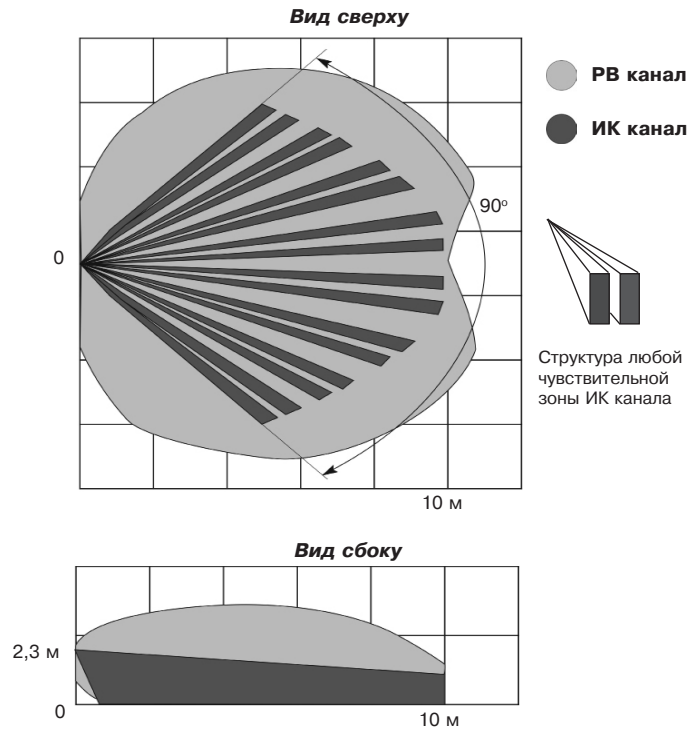 Вид сверху
РВ канал
ИК канал
90º
0
Структура любой
чувствительной
зоны ИК канала
10 м
Вид сбоку
2,3 м
0
10 м